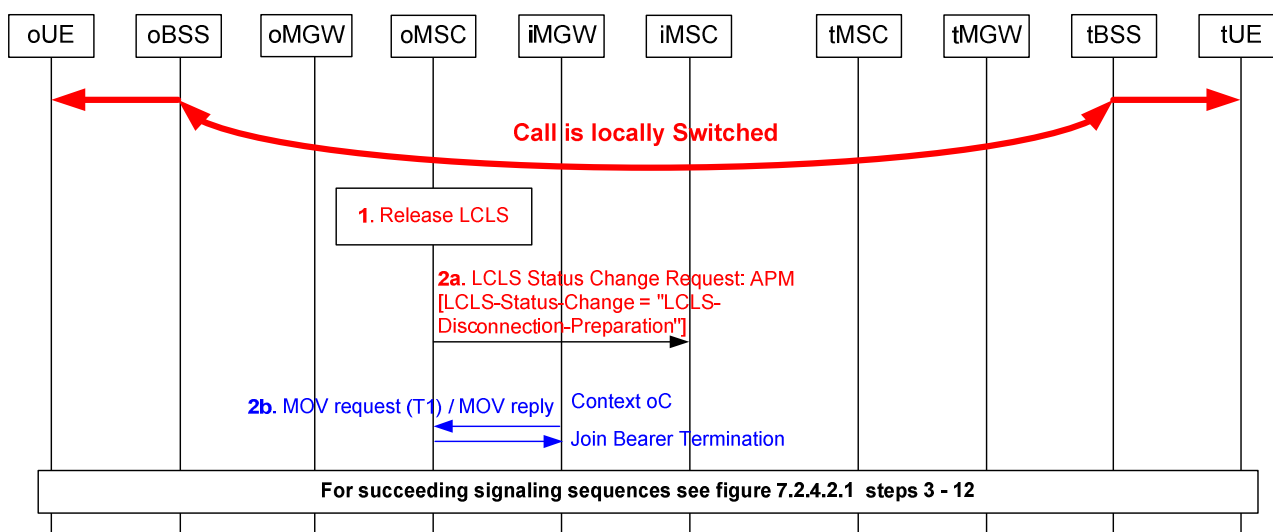 oUE oBSS oMGW oMSC iMGW iMSC tMSC tMGW tBSS tUE
Call is locally Switched
1. Release LCLS
2a. LCLS Status Change Request: APM
[LCLS-Status-Change = "LCLS-
Disconnection-Preparation"]
2b. MOV request (T1) / MOV reply
Context oC
Join Bearer Termination
For succeeding signaling sequences see figure 7.2.4.2.1 steps 3 - 12